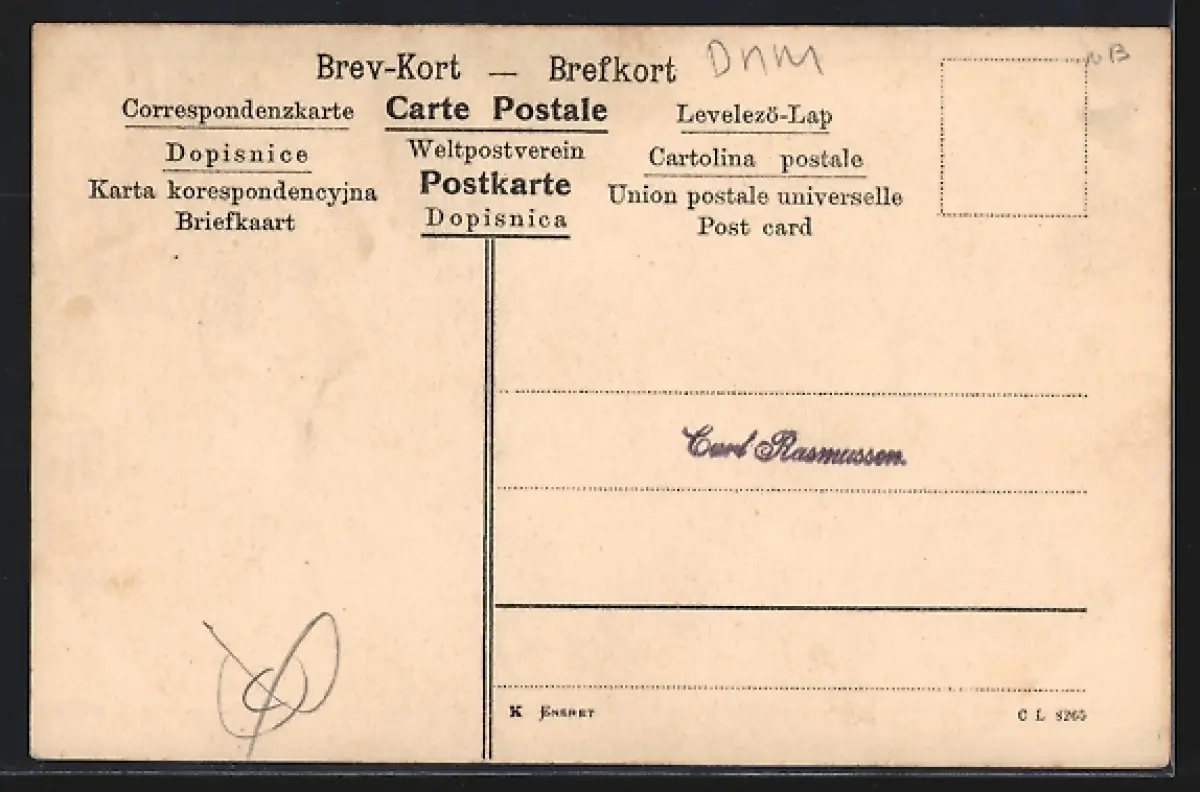 Brev-Kort — Brefkort
Correspondenzkarte Carte Postale Levelező-Lap
Dopisnice Weltpostverein Cartolina postale
Karta korespondencyjna Postkarte Union postale universelle
Briefkaart Dopisnica Post card
Carl Rasmussen.
K Eneret
C L 8265